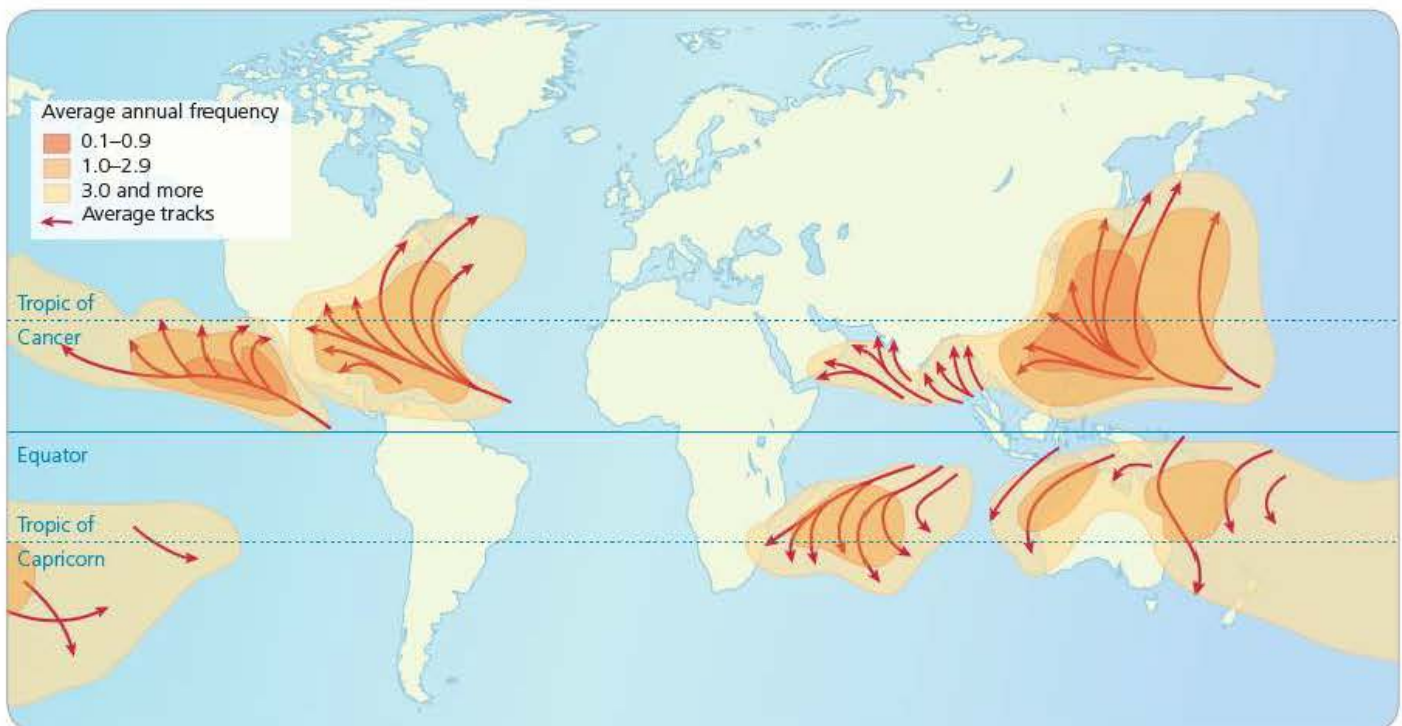 Average annual frequency
0.1–0.9
1.0–2.9
3.0 and more
Average tracks
Tropic of
Cancer
Equator
Tropic of
Capricorn